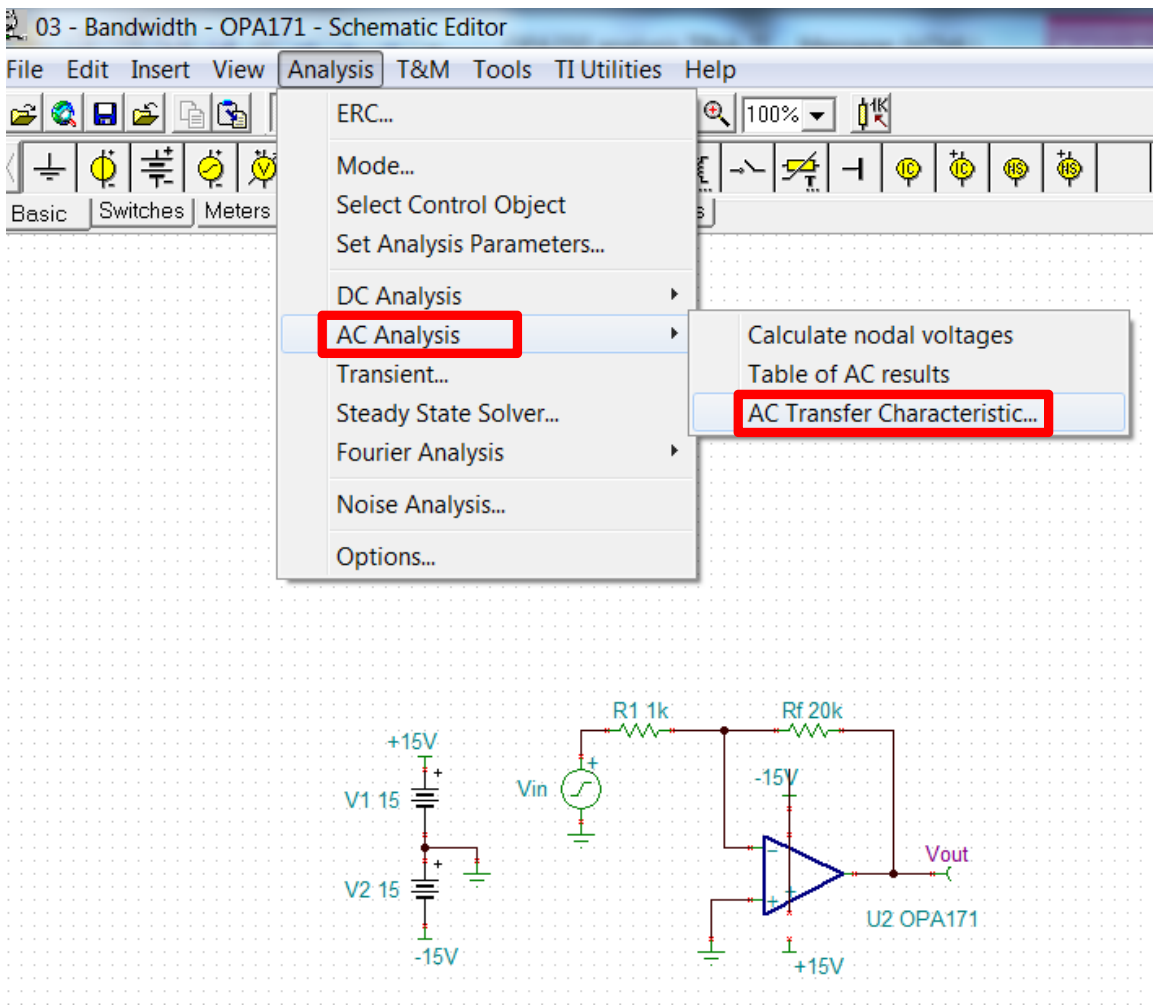 03 - Bandwidth - OPA171 - Schematic Editor
File Edit Insert View Analysis T&M Tools TI Utilities Help
100%
1K
Basic Switches Meters
ERC...
Mode...
Select Control Object
Set Analysis Parameters...
DC Analysis
AC Analysis
Transient...
Steady State Solver...
Fourier Analysis
Noise Analysis...
Options...
Calculate nodal voltages
Table of AC results
AC Transfer Characteristic...
R1 1k
Rf 20k
+15V
-15V
Vin
V1 15
Vout
V2 15
U2 OPA171
-15V
+15V